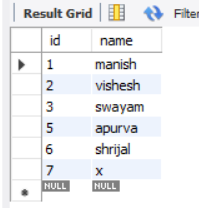 Result Grid Filter
id name
1 manish
2 vishesh
3 swayam
5 apurva
6 shrijal
7 x
NULL NULL